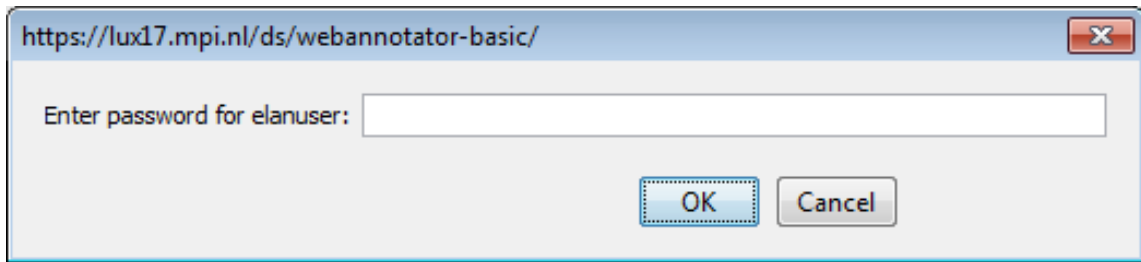 https://lux17.mpi.nl/ds/webannotator-basic/
Enter password for elanuser:
OK Cancel